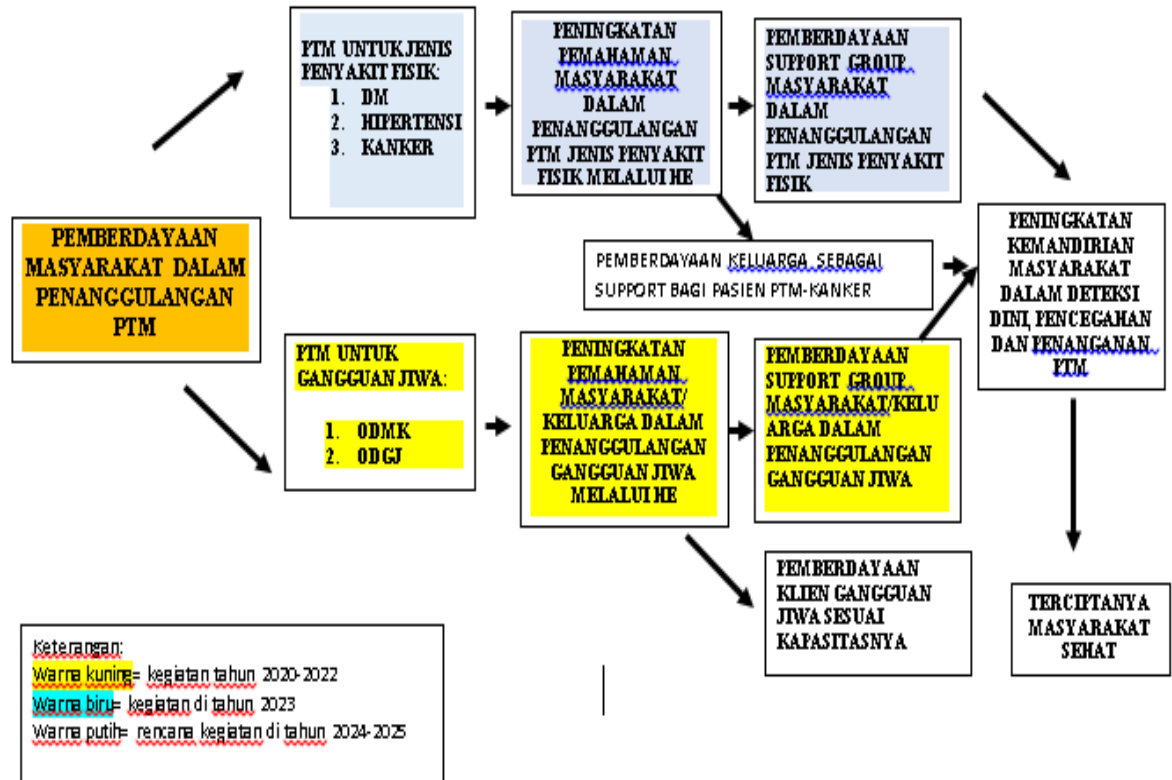 PTM UNTUK JENIS
PENYAKIT FISIK:
1. DM
2. HIPERTENSI
3. KANKER
PENINGKATAN
PEMAHAMAN
MASYARAKAT
DALAM
PENANGGULANGAN
PTM JENIS PENYAKIT
FISIK MELALUI HE
PEMBERDAYAAN
SUPPORT GROUP
MASYARAKAT
DALAM
PENANGGULANGAN
PTM JENIS PENYAKIT
FISIK
PEMBERDAYAAN
MASYARAKAT DALAM
PENANGGULANGAN
PTM
PEMBERDAYAAN KELUARGA SEBAGAI
SUPPORT BAGI PASIEN PTM-KANKER
PENINGKATAN
KEMANDIRIAN
MASYARAKAT
DALAM DETEKSI
DINI, PENCEGAHAN
DAN PENANGANAN
PTM
PTM UNTUK
GANGGUAN JIWA:
1. ODMK
2. ODGJ
PENINGKATAN
PEMAHAMAN
MASYARAKAT/
KELUARGA DALAM
PENANGGULANGAN
GANGGUAN JIWA
MELALUI HE
PEMBERDAYAAN
SUPPORT GROUP
MASYARAKAT/KELU
ARGA DALAM
PENANGGULANGAN
GANGGUAN JIWA
PEMBERDAYAAN
KLIEN GANGGUAN
JIWA SESUAI
KAPASITASNYA
TERCIPTANYA
MASYARAKAT
SEHAT
Keterangan:
Warna kuning= kegiatan tahun 2020-2022
Warna biru= kegiatan di tahun 2023
Warna putih= rencana kegiatan di tahun 2024-2025